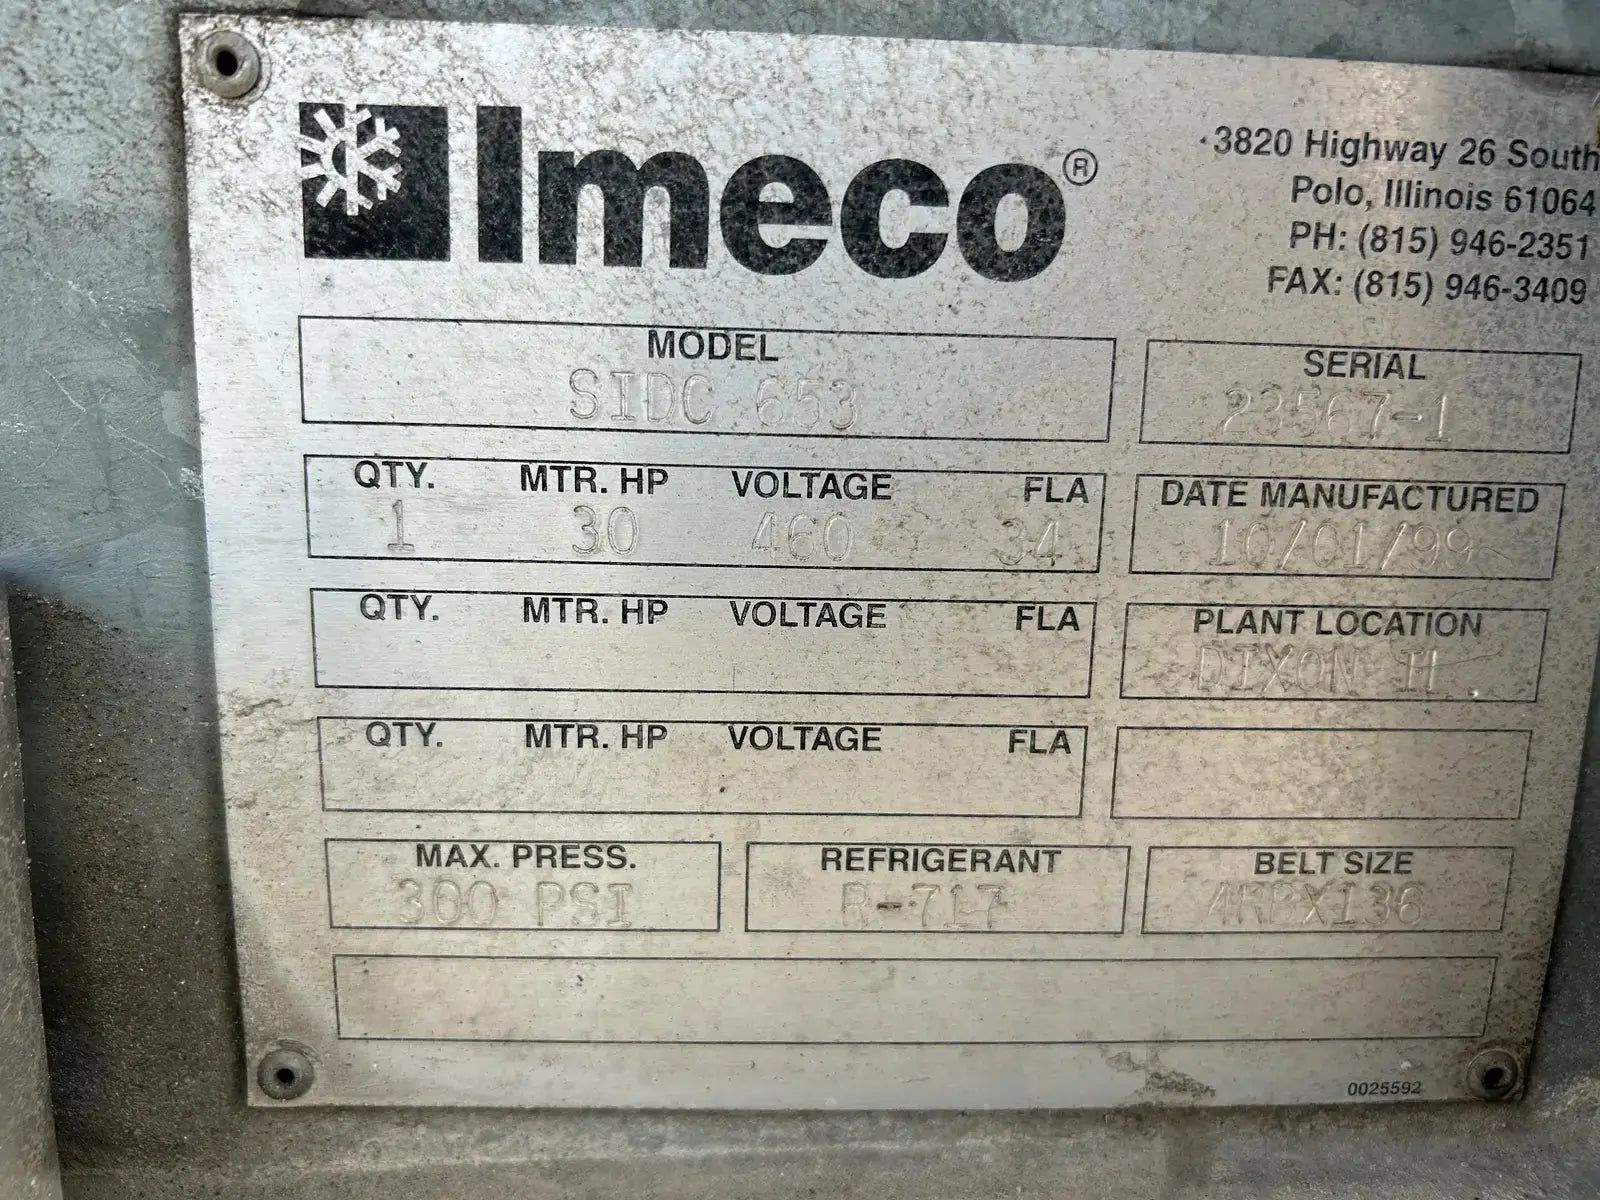 Imeco®
3820 Highway 26 South
Polo, Illinois 61064
PH: (815) 946-2351
FAX: (815) 946-3409
MODEL
SIDC 653
SERIAL
23567-1
QTY. MTR. HP VOLTAGE FLA
1 30 460 34
DATE MANUFACTURED
10/01/99
QTY. MTR. HP VOLTAGE FLA
PLANT LOCATION
DIXON IL
QTY. MTR. HP VOLTAGE FLA
MAX. PRESS.
300 PSI
REFRIGERANT
R-717
BELT SIZE
4RBX136
0025592